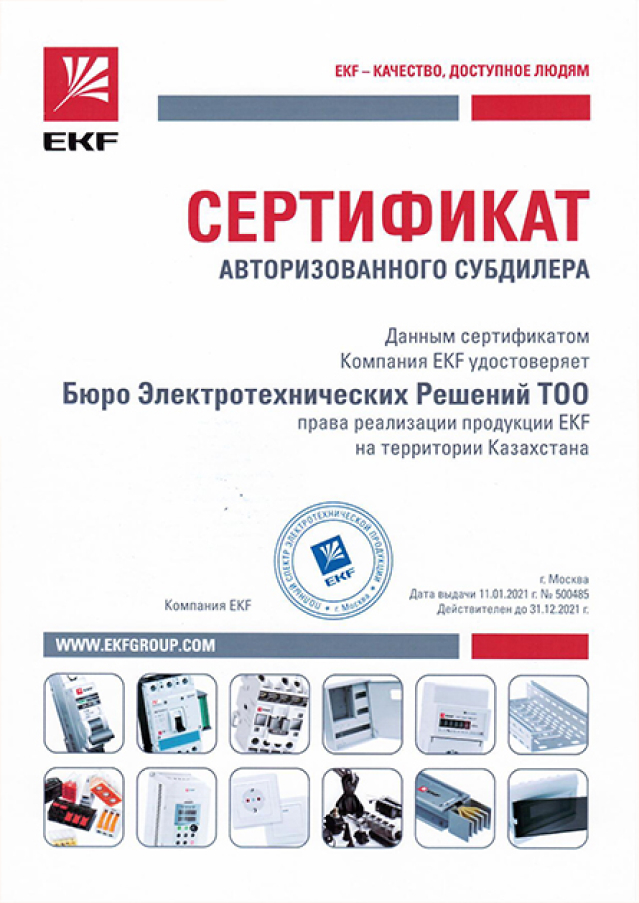 EKF – КАЧЕСТВО, ДОСТУПНОЕ ЛЮДЯМ
EKF
СЕРТИФИКАТ
АВТОРИЗОВАННОГО СУБДИЛЕРА
Данным сертификатом
Компания EKF удостоверяет
Бюро Электротехнических Решений ТОО
права реализации продукции EKF
на территории Казахстана
ПОЛНЫЙ СПЕКТР ЭЛЕКТРОТЕХНИЧЕСКОЙ ПРОДУКЦИИ
EKF
г. Москва
Компания EKF
г. Москва
Дата выдачи 11.01.2021 г. № 500485
Действителен до 31.12.2021 г.
WWW.EKFGROUP.COM